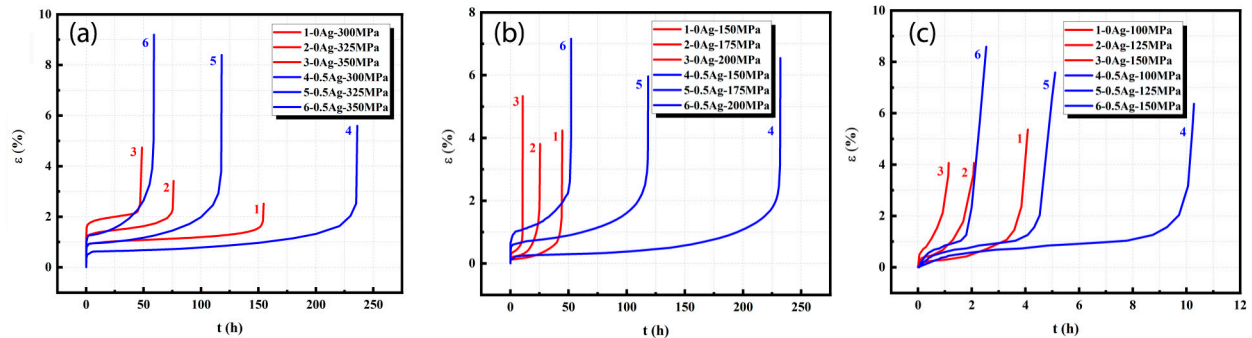 (a)
1-0Ag-300MPa
2-0Ag-325MPa
3-0Ag-350MPa
4-0.5Ag-300MPa
5-0.5Ag-325MPa
6-0.5Ag-350MPa
6
5
4
3
2
1
10
8
6
4
2
0
ε (%)
0
50
100
150
200
250
t (h)
(b)
1-0Ag-150MPa
2-0Ag-175MPa
3-0Ag-200MPa
4-0.5Ag-150MPa
5-0.5Ag-175MPa
6-0.5Ag-200MPa
6
5
4
3
2
1
8
6
4
2
0
ε (%)
0
50
100
150
200
250
t (h)
(c)
1-0Ag-100MPa
2-0Ag-125MPa
3-0Ag-150MPa
4-0.5Ag-100MPa
5-0.5Ag-125MPa
6-0.5Ag-150MPa
6
5
4
3
2
1
10
8
6
4
2
0
ε (%)
0
2
4
6
8
10
12
t (h)